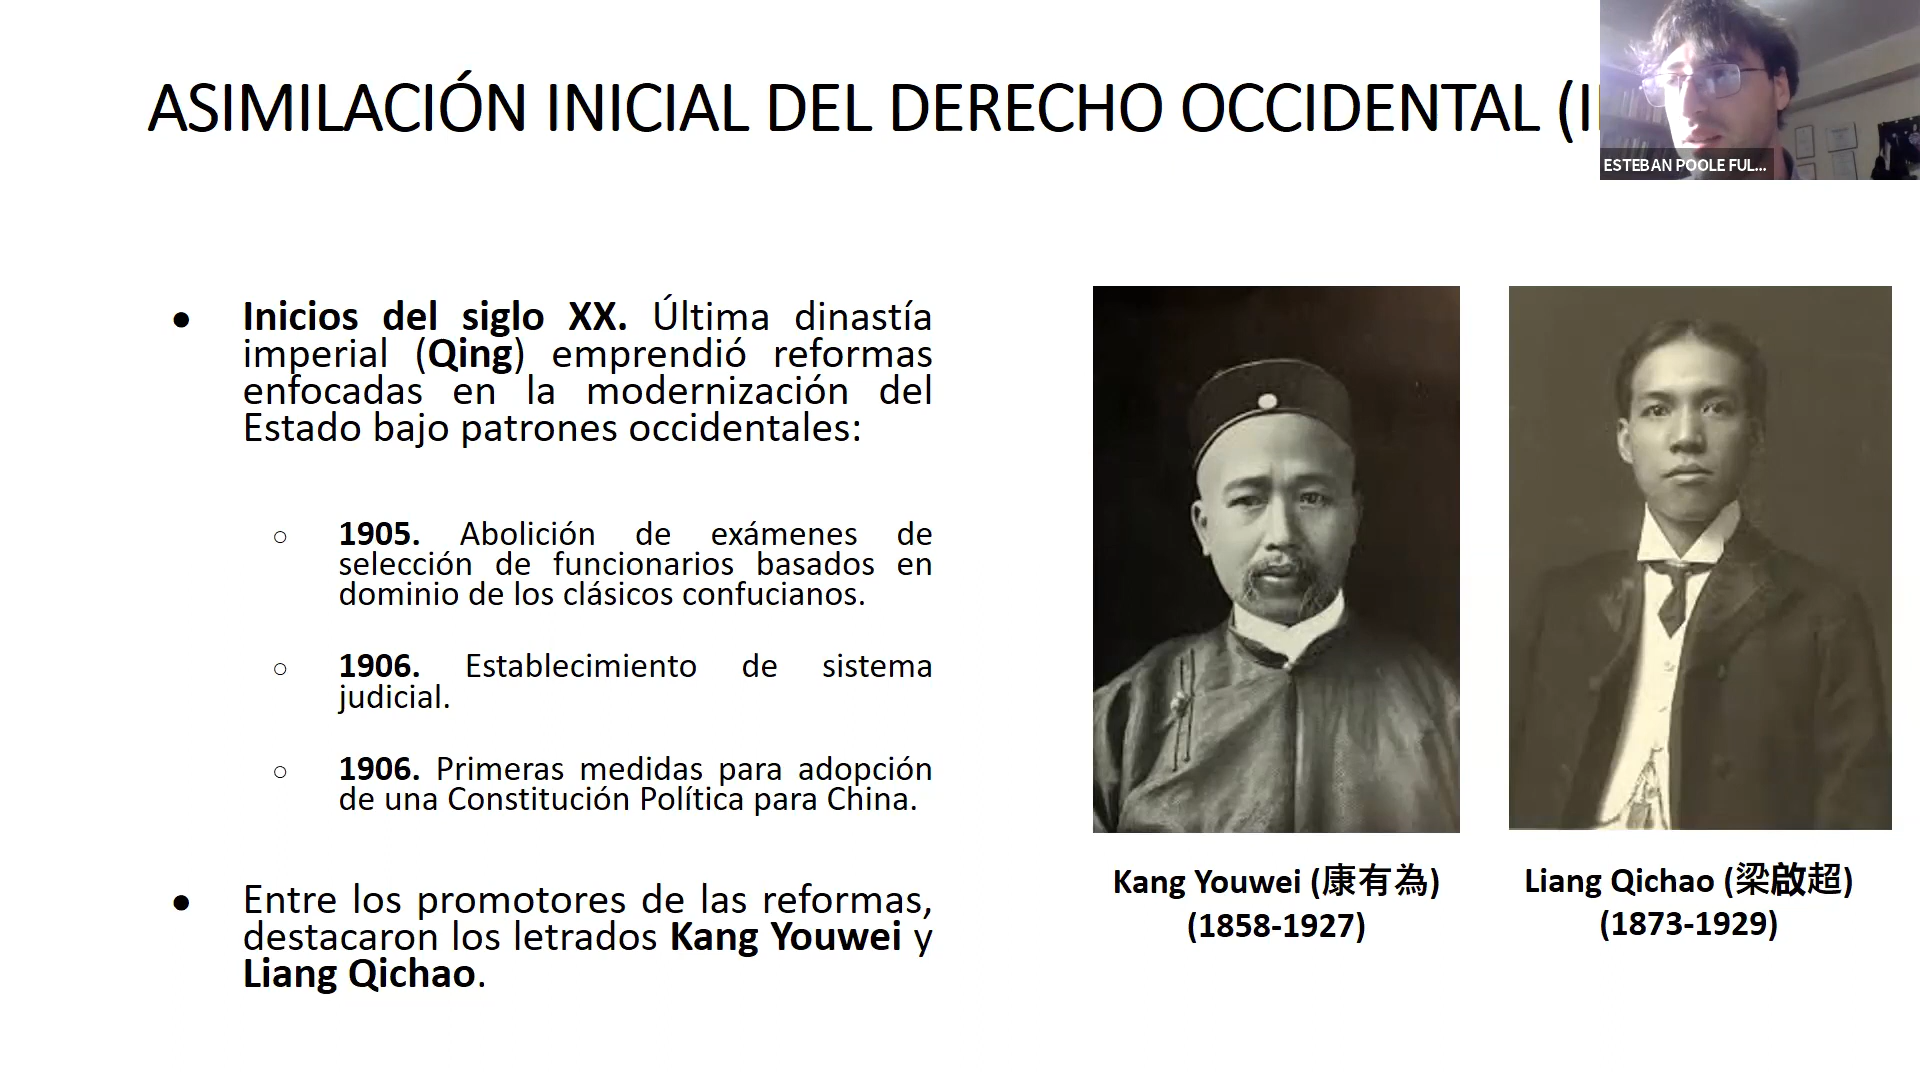 ASIMILACIÓN INICIAL DEL DERECHO OCCIDENTAL
ESTEBAN POOLE FUL...
● Inicios del siglo XX. Última dinastía
imperial (Qing) emprendió reformas
enfocadas en la modernización del
Estado bajo patrones occidentales:
○ 1905. Abolición de exámenes de
selección de funcionarios basados en
dominio de los clásicos confucianos.
○ 1906. Establecimiento de sistema
judicial.
○ 1906. Primeras medidas para adopción
de una Constitución Política para China.
● Entre los promotores de las reformas,
destacaron los letrados Kang Youwei y
Liang Qichao.
Kang Youwei (康有為)
(1858-1927)
Liang Qichao (梁啟超)
(1873-1929)